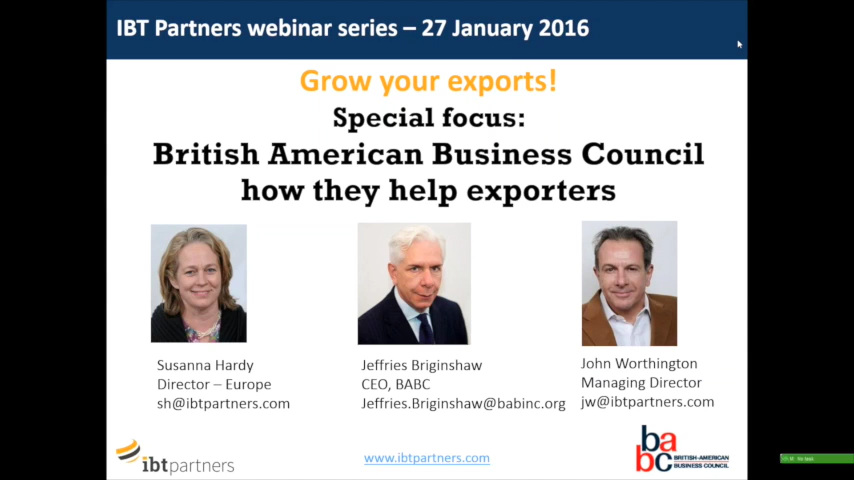 IBT Partners webinar series – 27 January 2016
Grow your exports!
Special focus:
British American Business Council
how they help exporters
Susanna Hardy
Director – Europe
sh@ibtpartners.com
Jeffries Briginshaw
CEO, BABC
Jeffries.Briginshaw@babinc.org
John Worthington
Managing Director
jw@ibtpartners.com
ibtpartners
www.ibtpartners.com
ba
bc
BRITISH-AMERICAN
BUSINESS COUNCIL